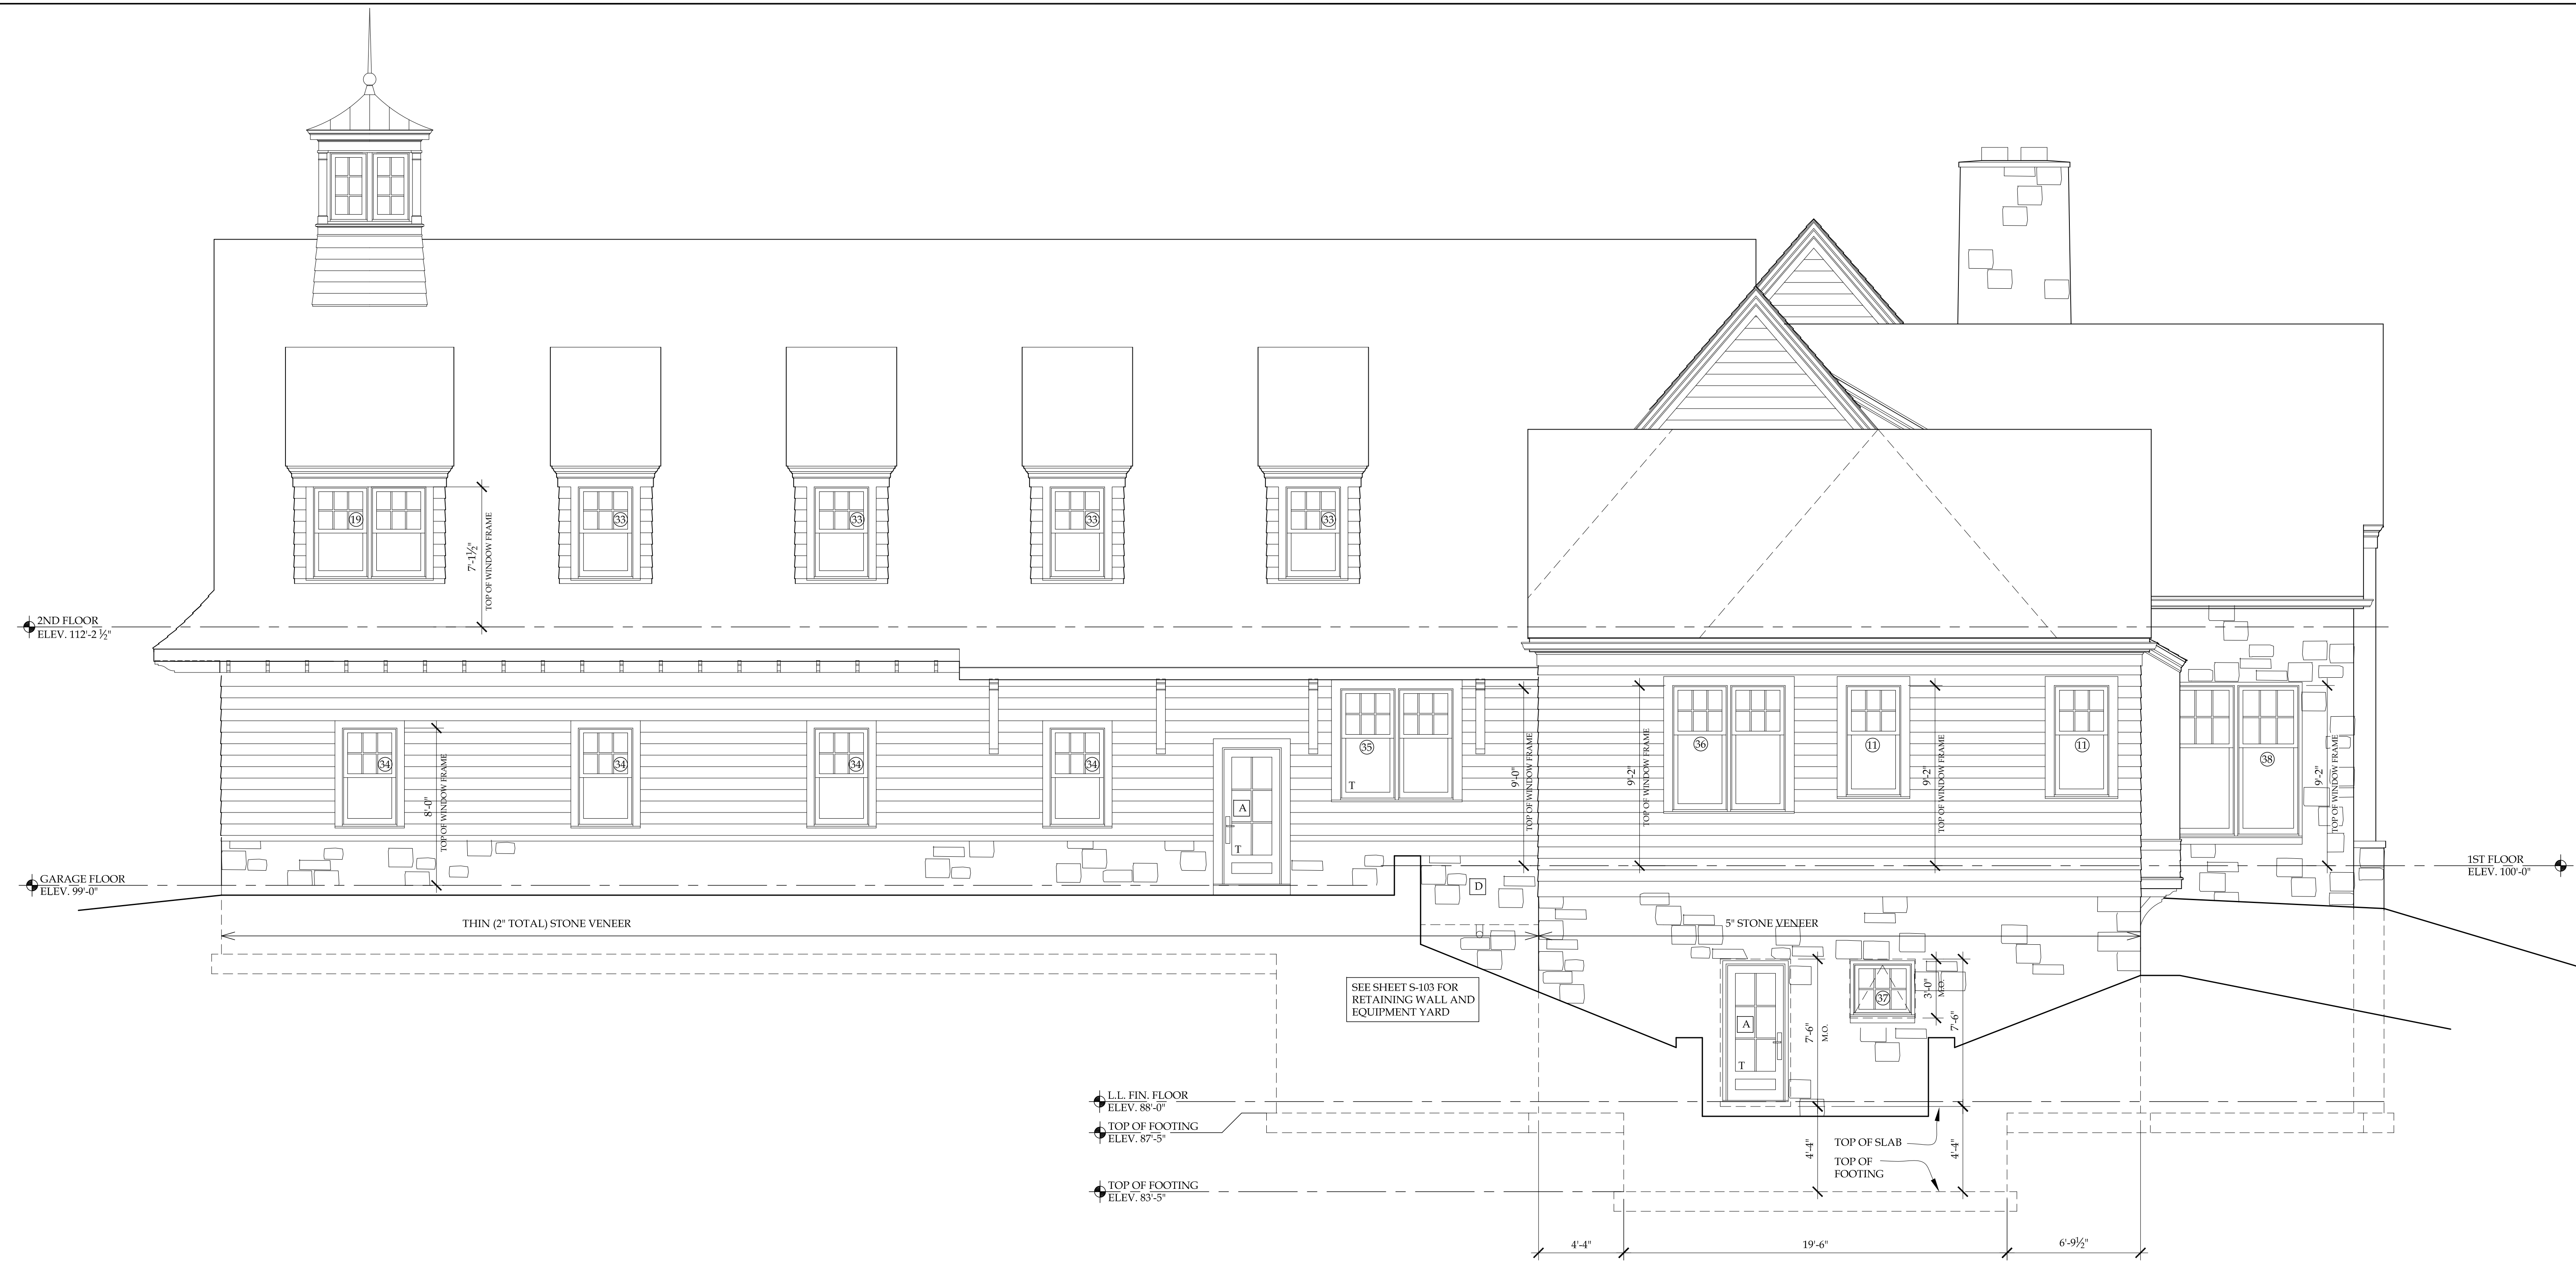 19
33
33
33
33
7'-1½"
TOP OF WINDOW FRAME
2ND FLOOR
ELEV. 112'-2 ½"
34
34
34
34
8'-0"
TOP OF WINDOW FRAME
A
T
35
T
9'-0"
TOP OF WINDOW FRAME
9'-2"
TOP OF WINDOW FRAME
36
11
9'-2"
TOP OF WINDOW FRAME
11
38
9'-2"
TOP OF WINDOW FRAME
GARAGE FLOOR
ELEV. 99'-0"
1ST FLOOR
ELEV. 100'-0"
D
THIN (2" TOTAL) STONE VENEER
5" STONE VENEER
SEE SHEET S-103 FOR
RETAINING WALL AND
EQUIPMENT YARD
A
T
37
7'-6"
M.O.
3'-0"
M.O.
7'-6"
L.L. FIN. FLOOR
ELEV. 88'-0"
TOP OF FOOTING
ELEV. 87'-5"
TOP OF FOOTING
ELEV. 83'-5"
4'-4"
TOP OF SLAB
TOP OF
FOOTING
4'-4"
4'-4"
19'-6"
6'-9½"